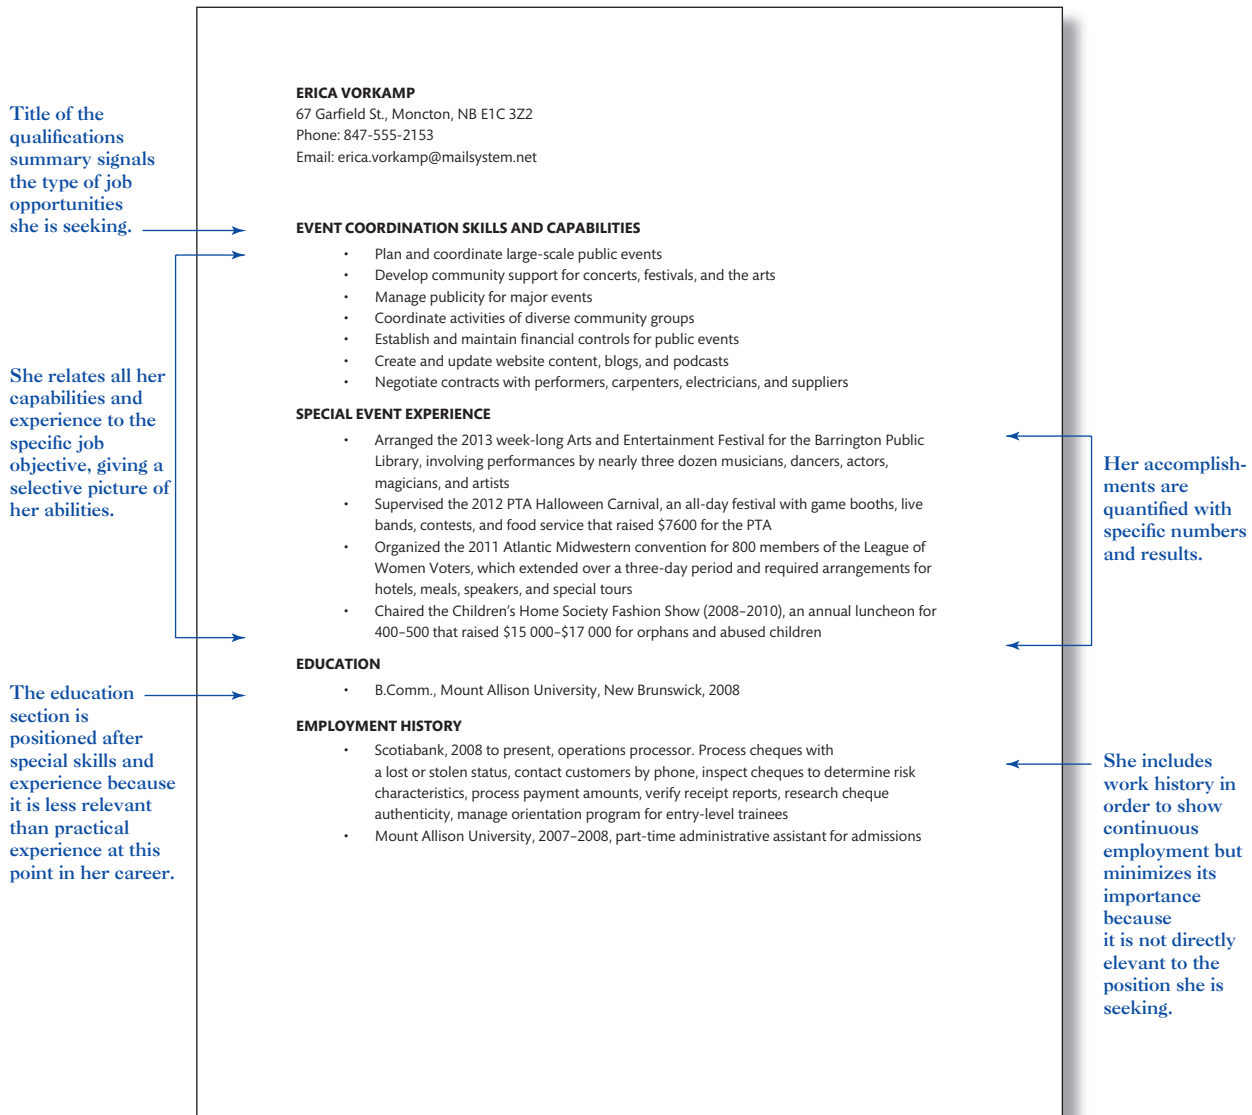 ERICA VORKAMP
67 Garfield St., Moncton, NB E1C 3Z2
Phone: 847-555-2153
Email: erica.vorkamp@mailsystem.net
Title of the
qualifications
summary signals
the type of job
opportunities
she is seeking.
EVENT COORDINATION SKILLS AND CAPABILITIES
• Plan and coordinate large-scale public events
• Develop community support for concerts, festivals, and the arts
• Manage publicity for major events
• Coordinate activities of diverse community groups
• Establish and maintain financial controls for public events
• Create and update website content, blogs, and podcasts
• Negotiate contracts with performers, carpenters, electricians, and suppliers
She relates all her
capabilities and
experience to the
specific job
objective, giving a
selective picture of
her abilities.
SPECIAL EVENT EXPERIENCE
• Arranged the 2013 week-long Arts and Entertainment Festival for the Barrington Public
Library, involving performances by nearly three dozen musicians, dancers, actors,
magicians, and artists
• Supervised the 2012 PTA Halloween Carnival, an all-day festival with game booths, live
bands, contests, and food service that raised $7600 for the PTA
• Organized the 2011 Atlantic Midwestern convention for 800 members of the League of
Women Voters, which extended over a three-day period and required arrangements for
hotels, meals, speakers, and special tours
• Chaired the Children's Home Society Fashion Show (2008–2010), an annual luncheon for
400–500 that raised $15 000–$17 000 for orphans and abused children
Her accomplish-
ments are
quantified with
specific numbers
and results.
EDUCATION
• B.Comm., Mount Allison University, New Brunswick, 2008
The education
section is
positioned after
special skills and
experience because
it is less relevant
than practical
experience at this
point in her career.
EMPLOYMENT HISTORY
• Scotiabank, 2008 to present, operations processor. Process cheques with
a lost or stolen status, contact customers by phone, inspect cheques to determine risk
characteristics, process payment amounts, verify receipt reports, research cheque
authenticity, manage orientation program for entry-level trainees
• Mount Allison University, 2007–2008, part-time administrative assistant for admissions
She includes
work history in
order to show
continuous
employment but
minimizes its
importance
because
it is not directly
elevant to the
position she is
seeking.